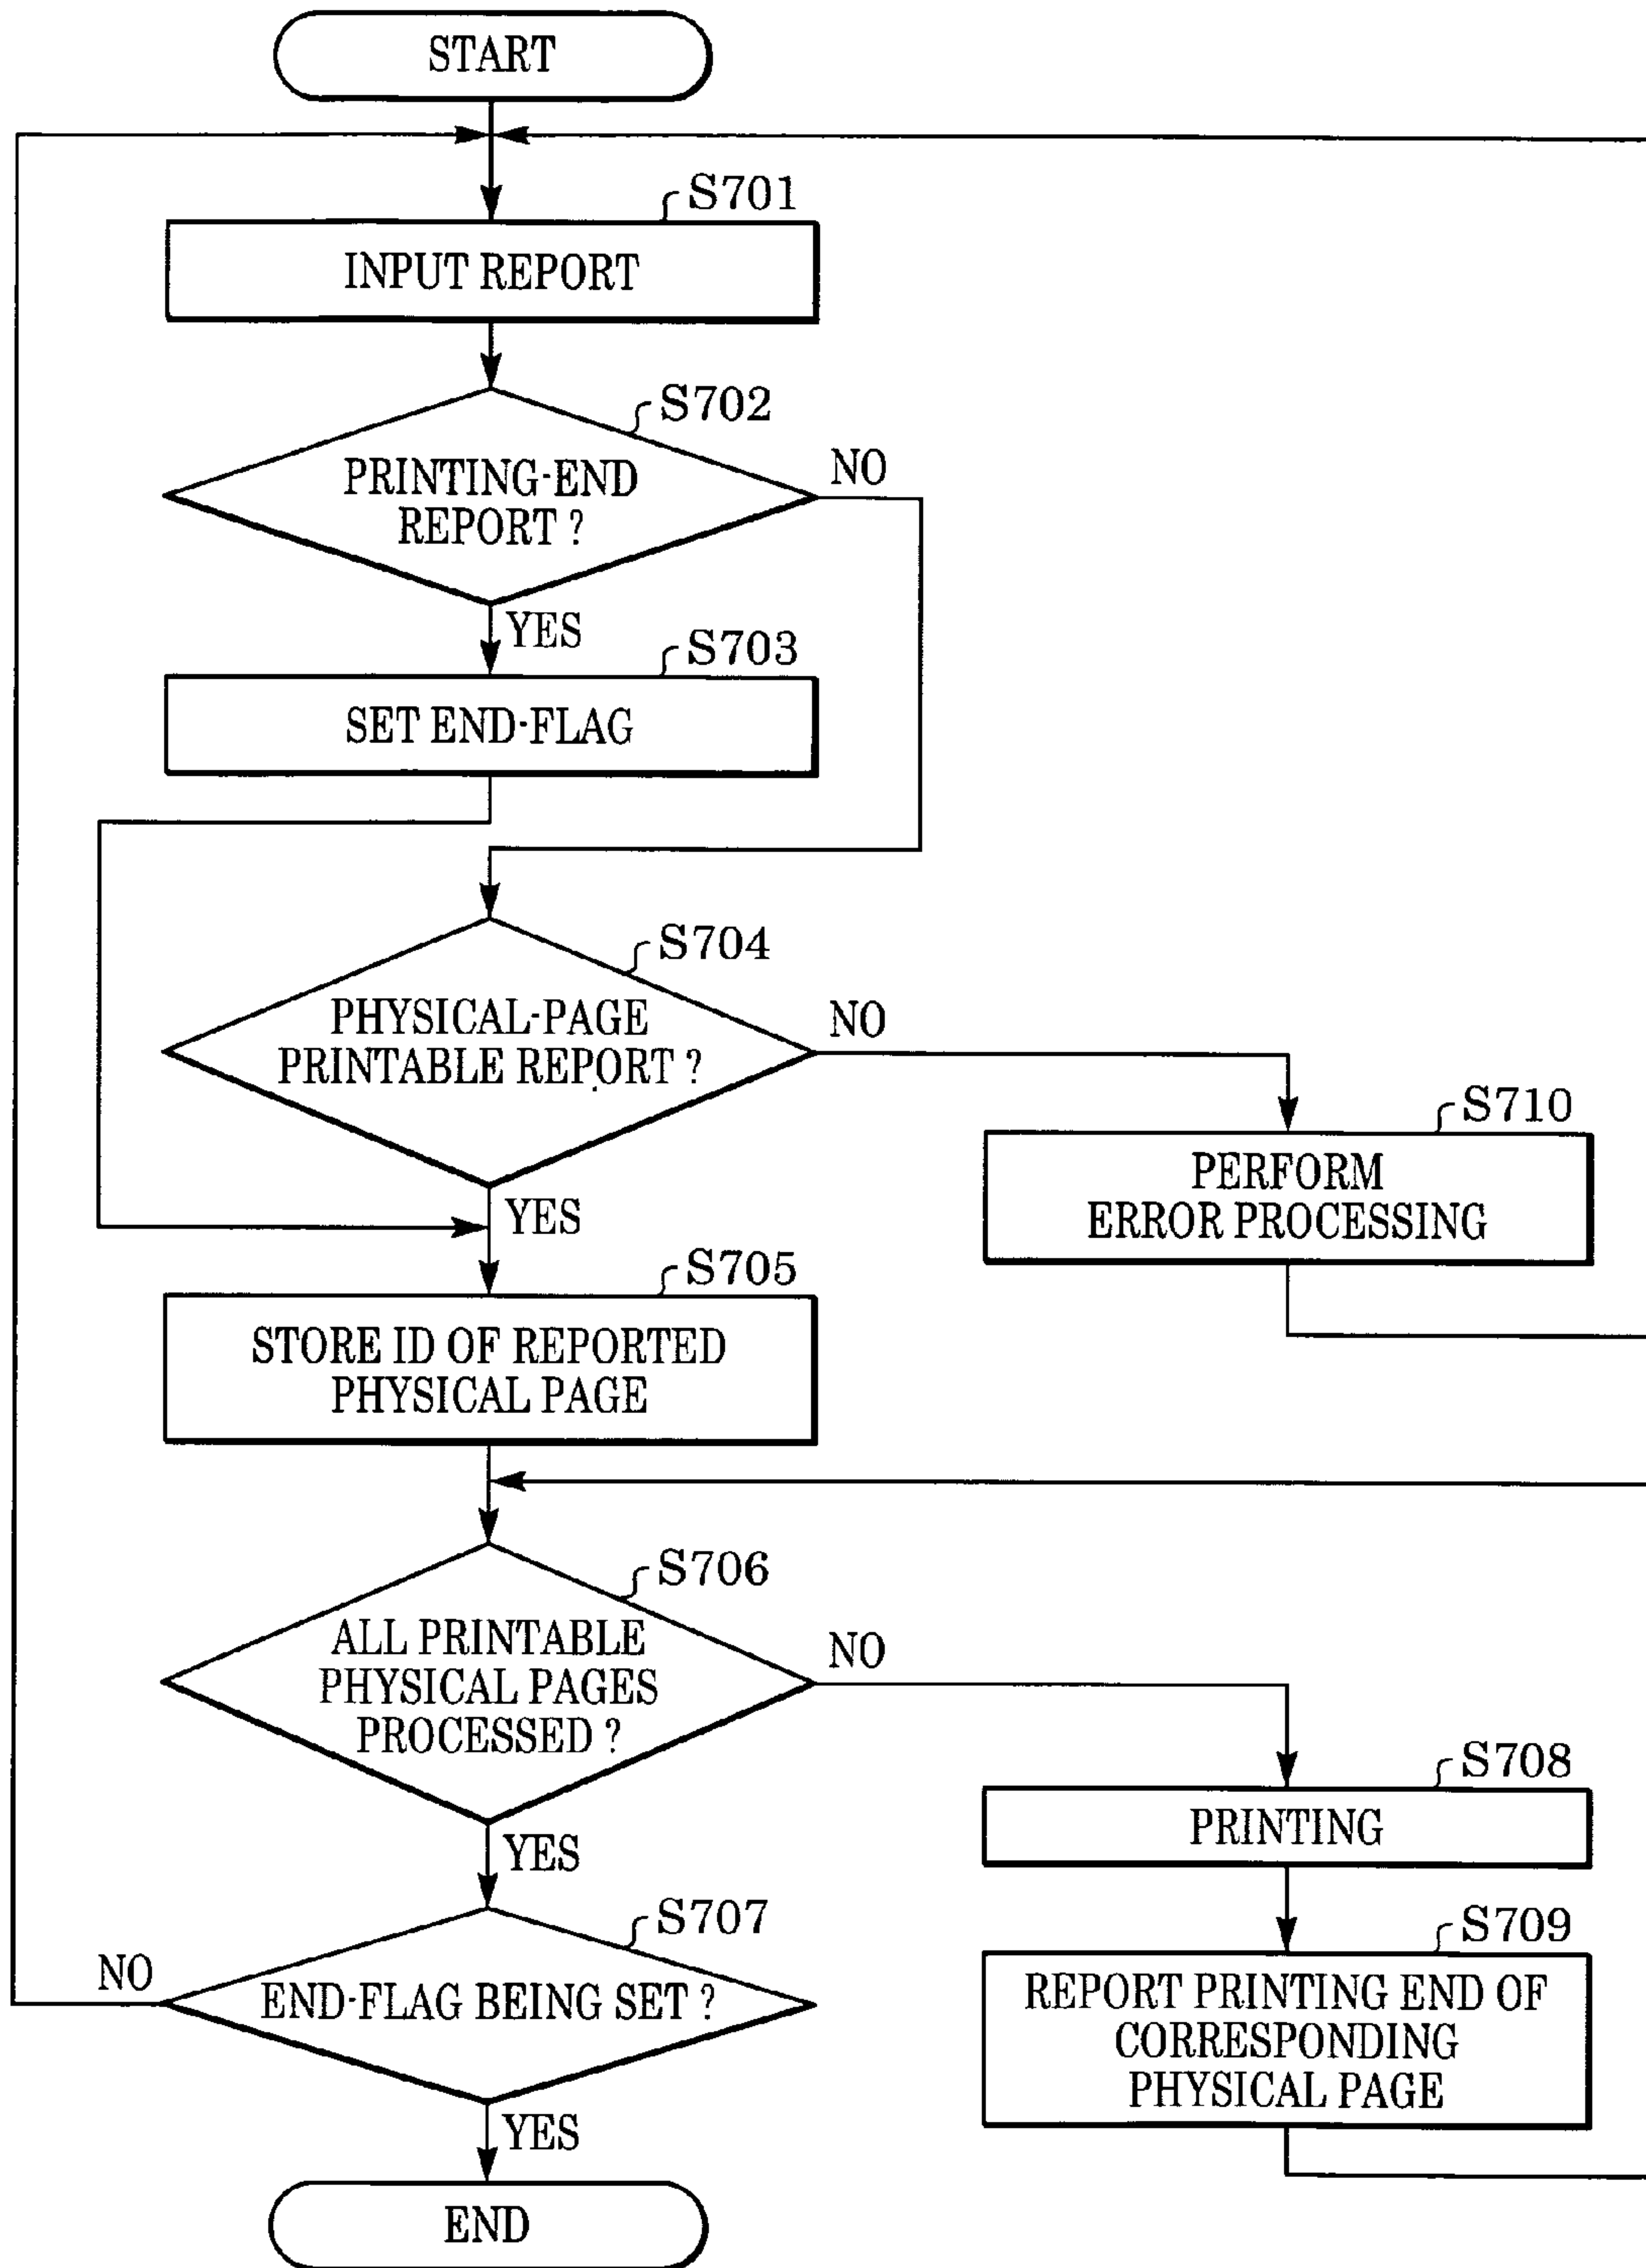 START
S701
INPUT REPORT
S702
PRINTING-END
REPORT ?
NO
YES
S703
SET END-FLAG
S704
PHYSICAL-PAGE
PRINTABLE REPORT ?
NO
YES
S710
PERFORM
ERROR PROCESSING
S705
STORE ID OF REPORTED
PHYSICAL PAGE
S706
ALL PRINTABLE
PHYSICAL PAGES
PROCESSED ?
NO
YES
S708
PRINTING
S707
END-FLAG BEING SET ?
NO
YES
S709
REPORT PRINTING END OF
CORRESPONDING
PHYSICAL PAGE
END